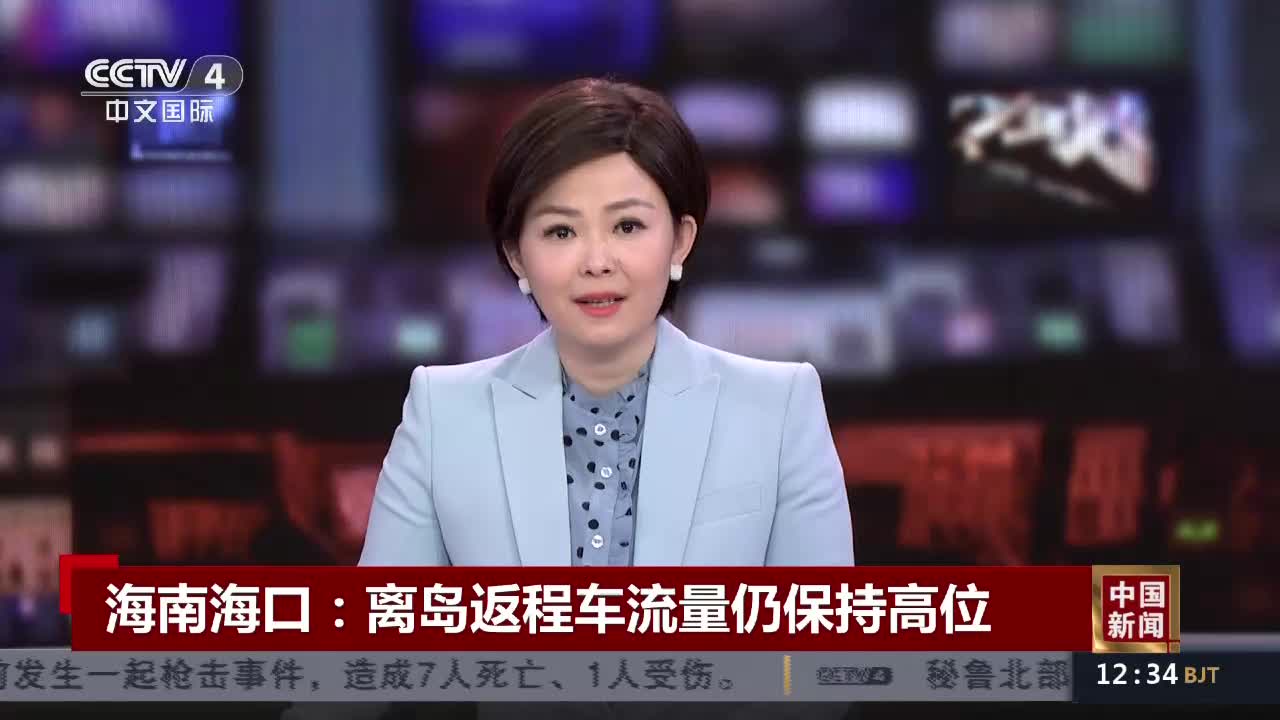 CCTV 4
中文国际
海南海口：离岛返程车流量仍保持高位
中国
新闻
发生一起枪击事件，造成7人死亡、1人受伤。 CCTV 4 秘鲁北部
12:34 BJT